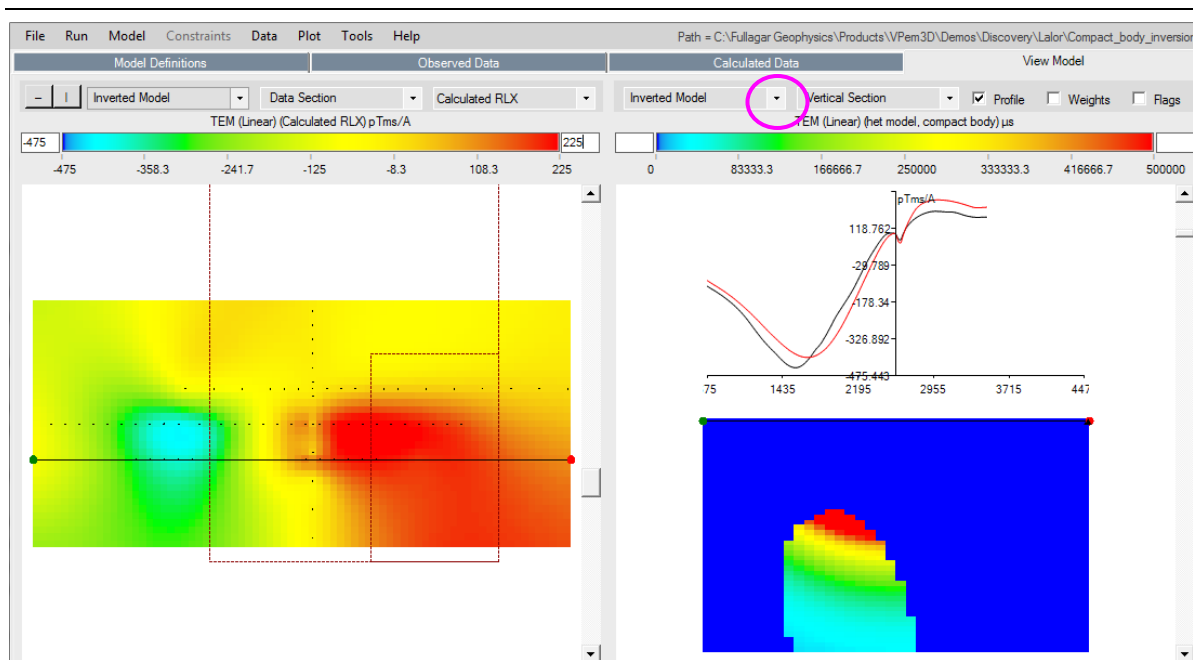 File Run Model Constraints Data Plot Tools Help Path = C:\Fullagar Geophysics\Products\VPem3D\Demos\Discovery\Lalor\Compact_body_inversion
Model Definitions Observed Data Calculated Data View Model
– | Inverted Model Data Section Calculated RLX Inverted Model Vertical Section Profile Weights Flags
TEM (Linear) (Calculated RLX) pTms/A TEM (Linear) (het model, compact body) µs
-475 225
-475 -358.3 -241.7 -125 -8.3 108.3 225 0 83333.3 166666.7 250000 333333.3 416666.7 500000
pTms/A
118.762
-29.789
-178.34
-326.892
-475.443
75 1435 2195 2955 3715 447